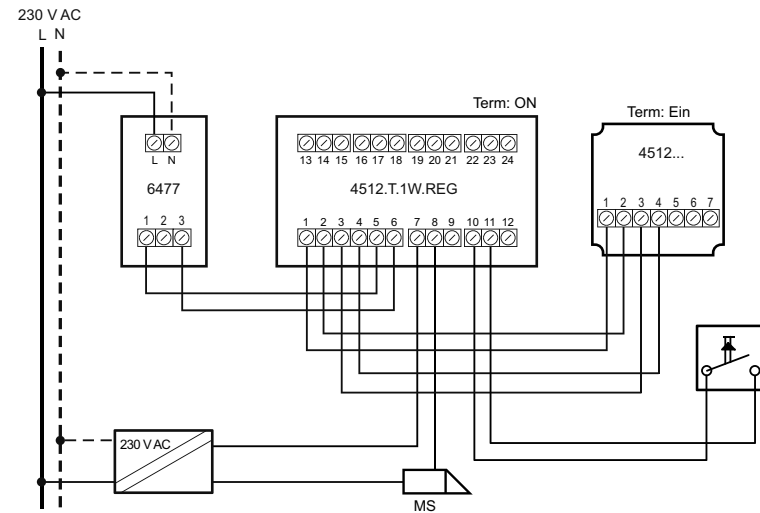 230 V AC
L N
Term: ON
Term: Ein
L N
13 14 15 16 17 18 19 20 21 22 23 24
4512...
6477
4512.T.1W.REG
1 2 3
1 2 3 4 5 6 7 8 9 10 11 12
1 2 3 4 5 6 7
230 V AC
MS